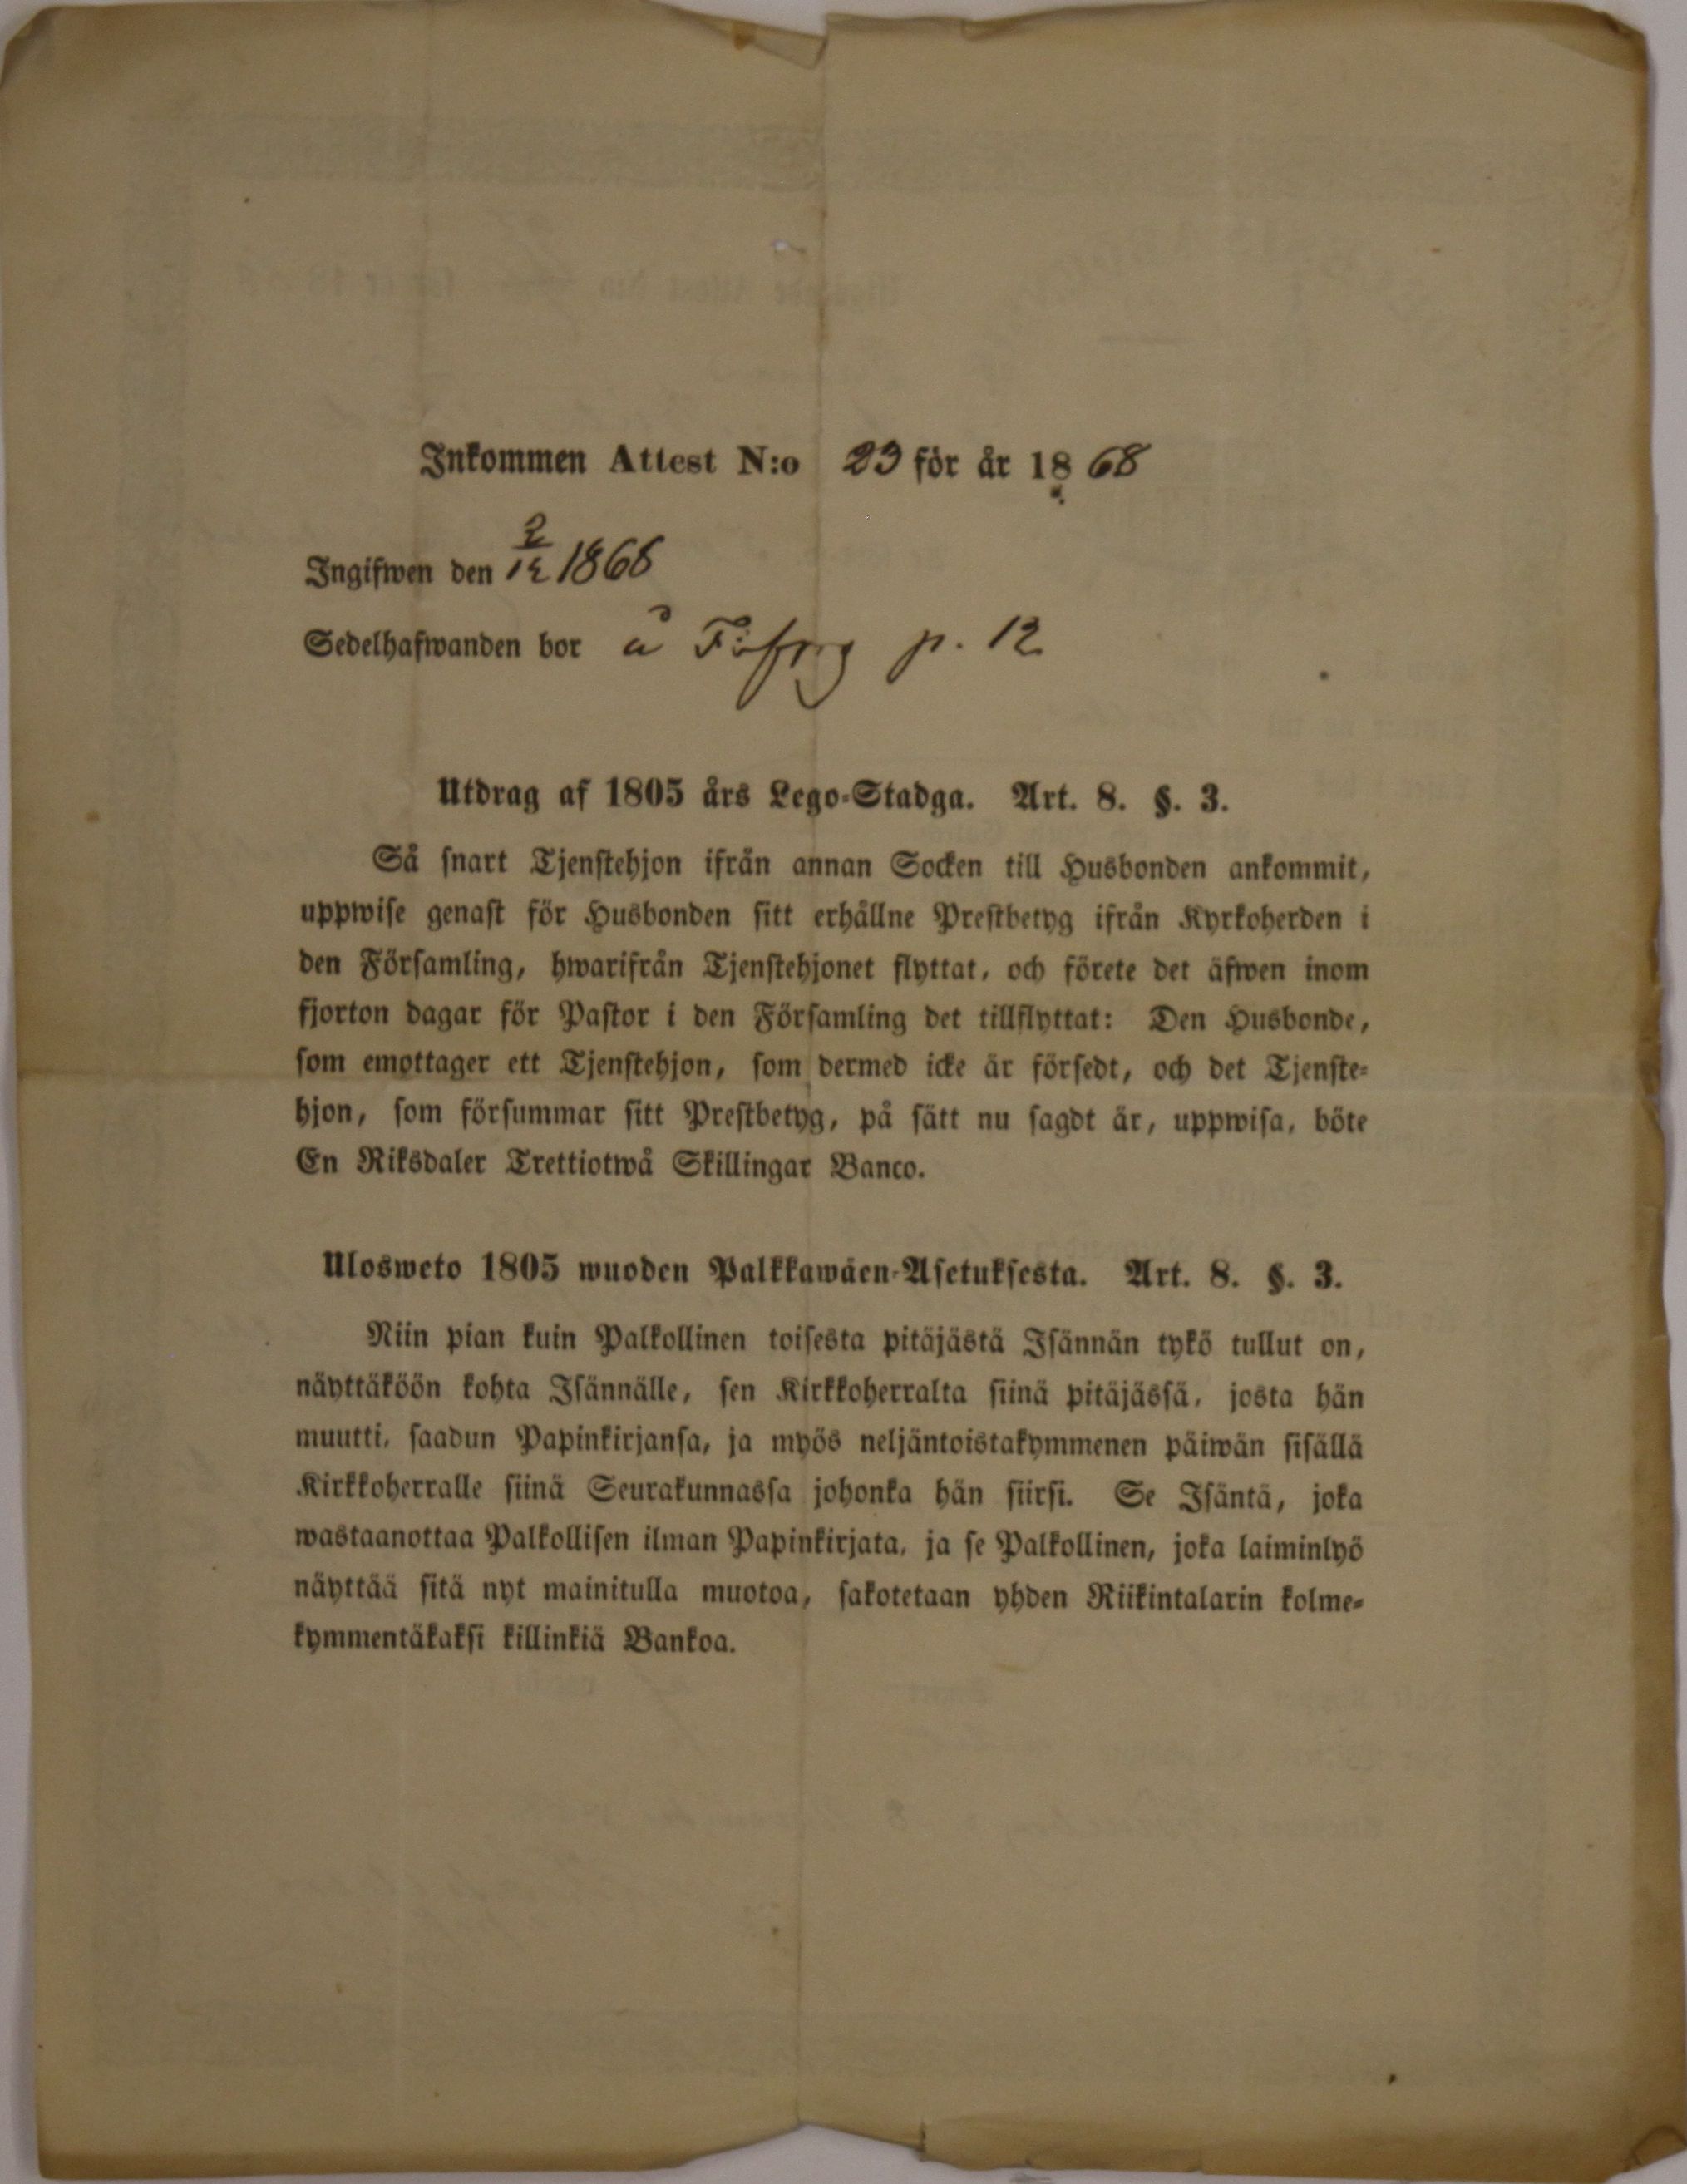 Inkommen Attest N:o 23 för år 1868
Ingifwen den 2/12 1868
Sedelhafwanden bor å p. 12
Utdrag af 1805 års Lego-Stadga. Art. 8. §. 3.
Så snart Tjenstehjon ifrån annan Socken till Husbonden ankommit,
uppwise genast för Husbonden sitt erhållne Prestbetyg ifrån Kyrkoherden i
den Församling, hwarifrån Tjenstehjonet flyttat, och förete det äfwen inom
fjorton dagar för Pastor i den Församling det tillflyttat: Den Husbonde,
som emottager ett Tjenstehjon, som dermed icke är försedt, och det Tjenste-
hjon, som försummar sitt Prestbetyg, på sätt nu sagdt är, uppwisa, böte
En Riksdaler Trettiotwå Skillingar Banco.
Ulosweto 1805 wuoden Palkkawäen-Asetuksesta. Art. 8. §. 3.
Niin pian kuin Palkollinen toisesta pitäjästä Isännän tykö tullut on,
näyttäköön kohta Isännälle, sen Kirkkoherralta siinä pitäjässä, josta hän
muutti, saadun Papinkirjansa, ja myös neljäntoistakymmenen päiwän sisällä
Kirkkoherralle siinä Seurakunnassa johonka hän siirsi. Se Isäntä, joka
wastaanottaa Palkollisen ilman Papinkirjata, ja se Palkollinen, joka laiminlyö
näyttää sitä nyt mainitulla muotoa, sakotetaan yhden Riikintalarin kolme-
kymmentäkaksi killinkiä Bankoa.